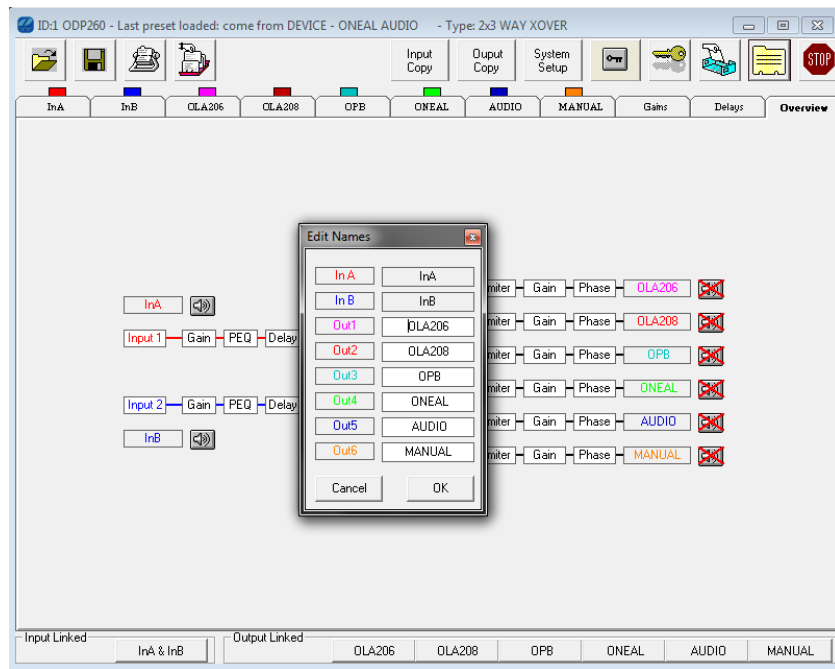 ID:1 ODP260 - Last preset loaded: come from DEVICE - ONEAL AUDIO - Type: 2x3 WAY XOVER
Input Copy Ouput Copy System Setup STOP
InA InB OLA206 OLA208 OPB ONEAL AUDIO MANUAL Gains Delays Overview
Edit Names
In A InA
In B InB
Out1 OLA206
Out2 OLA208
Out3 OPB
Out4 ONEAL
Out5 AUDIO
Out6 MANUAL
Cancel OK
InA
Input 1 Gain PEQ Delay
Input 2 Gain PEQ Delay
InB
miter Gain Phase OLA206
miter Gain Phase OLA208
miter Gain Phase OPB
miter Gain Phase ONEAL
miter Gain Phase AUDIO
miter Gain Phase MANUAL
Input Linked Output Linked
InA & InB OLA206 OLA208 OPB ONEAL AUDIO MANUAL